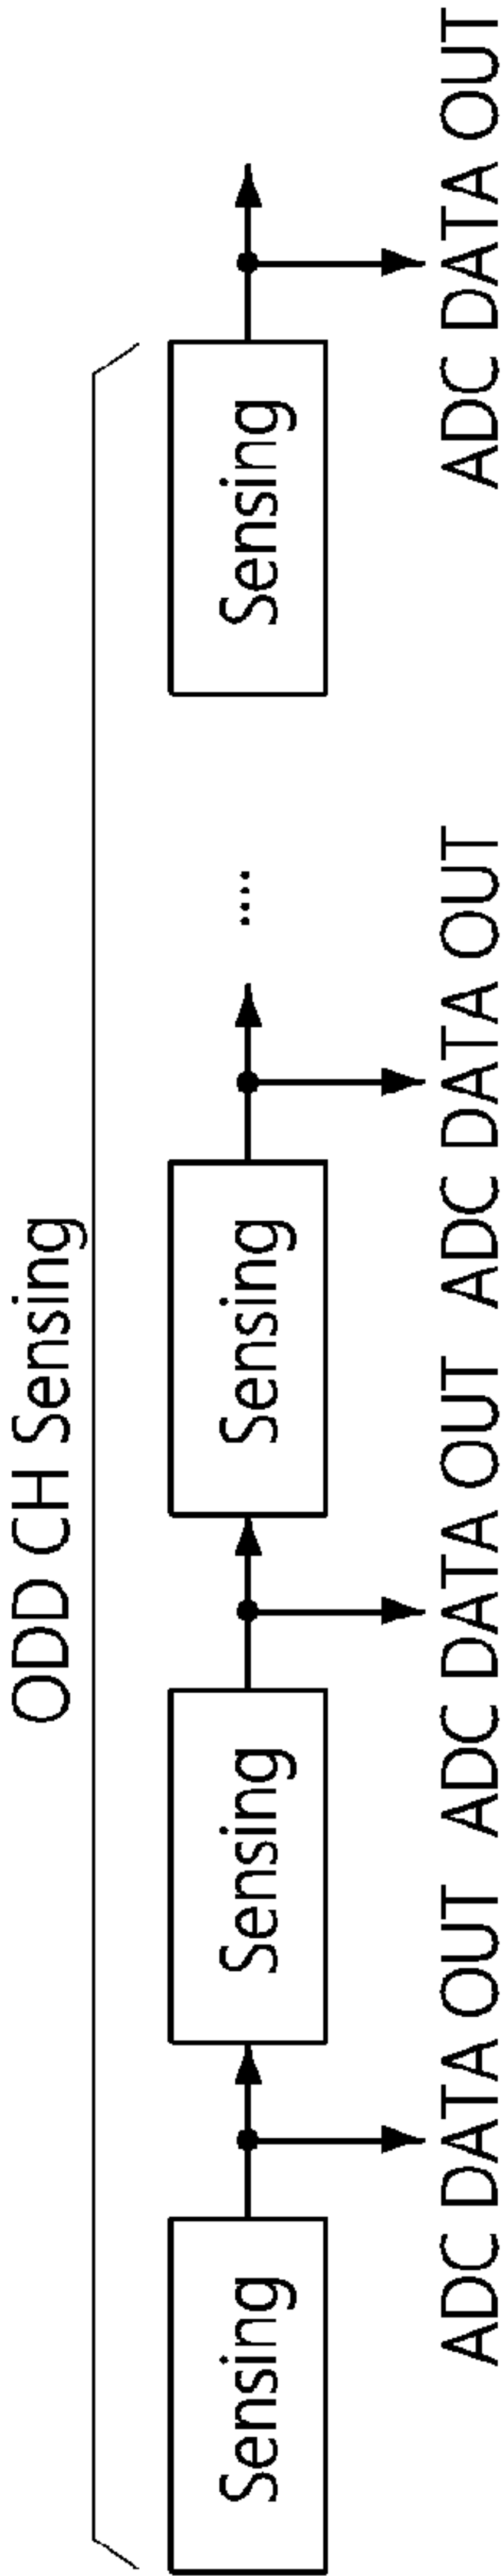 ODD CH Sensing
Sensing
Sensing
Sensing
....
Sensing
ADC DATA OUT
ADC DATA OUT
ADC DATA OUT
ADC DATA OUT